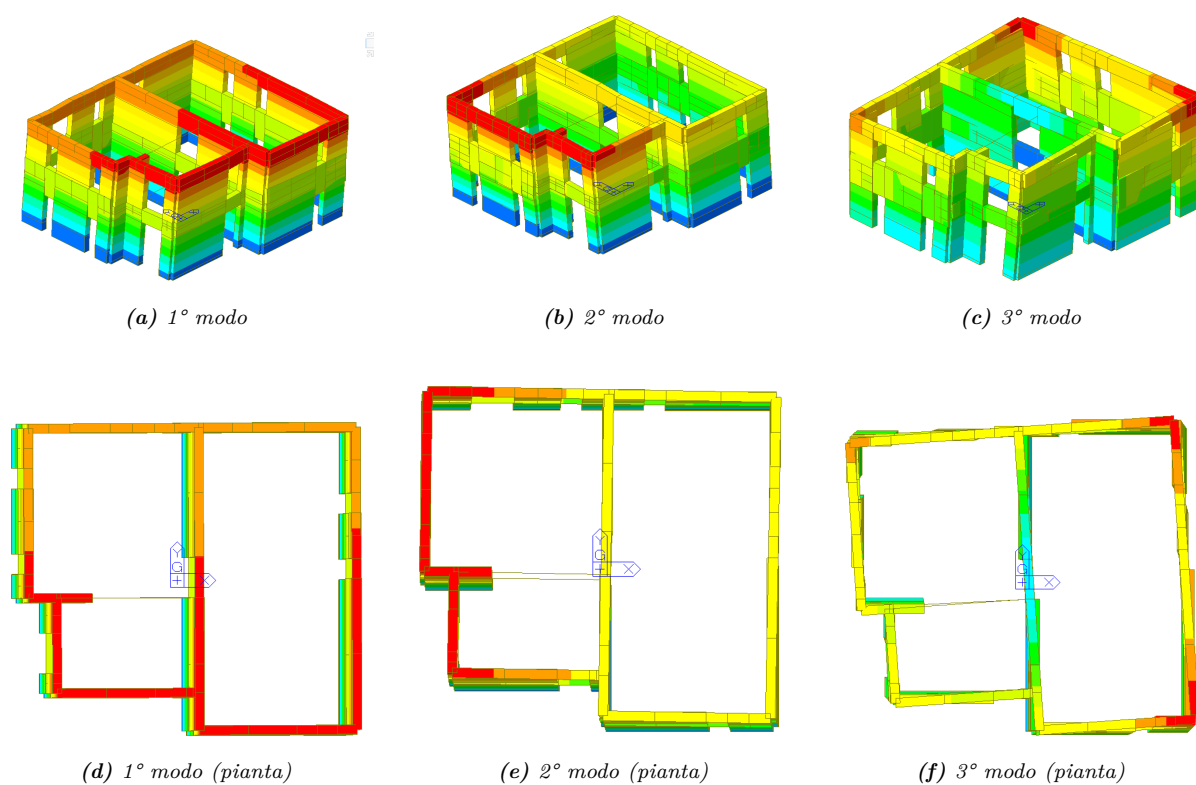 (a) 1° modo
(b) 2° modo
(c) 3° modo
Y
G
X
Y
G
X
Y
G
X
(d) 1° modo (pianta)
(e) 2° modo (pianta)
(f) 3° modo (pianta)